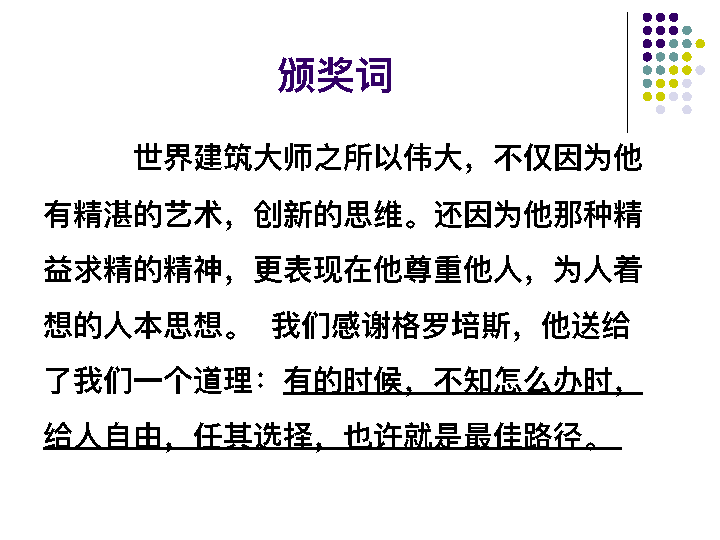 颁奖词
世界建筑大师之所以伟大，不仅因为他
有精湛的艺术，创新的思维。还因为他那种精
益求精的精神，更表现在他尊重他人，为人着
想的人本思想。 我们感谢格罗培斯，他送给
了我们一个道理：有的时候，不知怎么办时，
给人自由，任其选择，也许就是最佳路径。